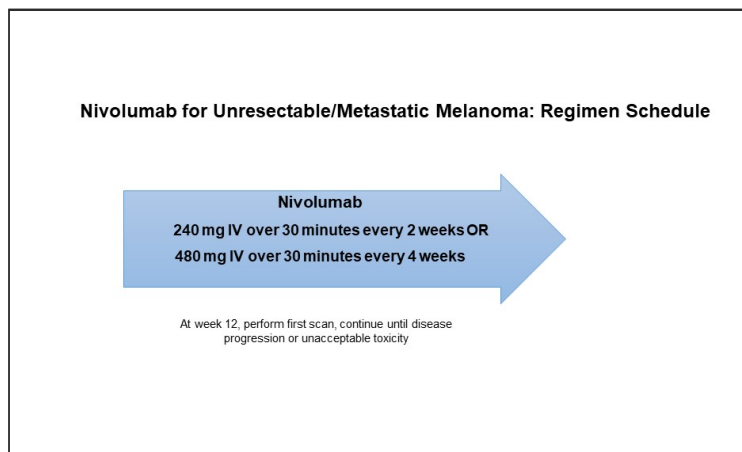 Nivolumab for Unresectable/Metastatic Melanoma: Regimen Schedule
Nivolumab
240 mg IV over 30 minutes every 2 weeks OR
480 mg IV over 30 minutes every 4 weeks
At week 12, perform first scan, continue until disease
progression or unacceptable toxicity